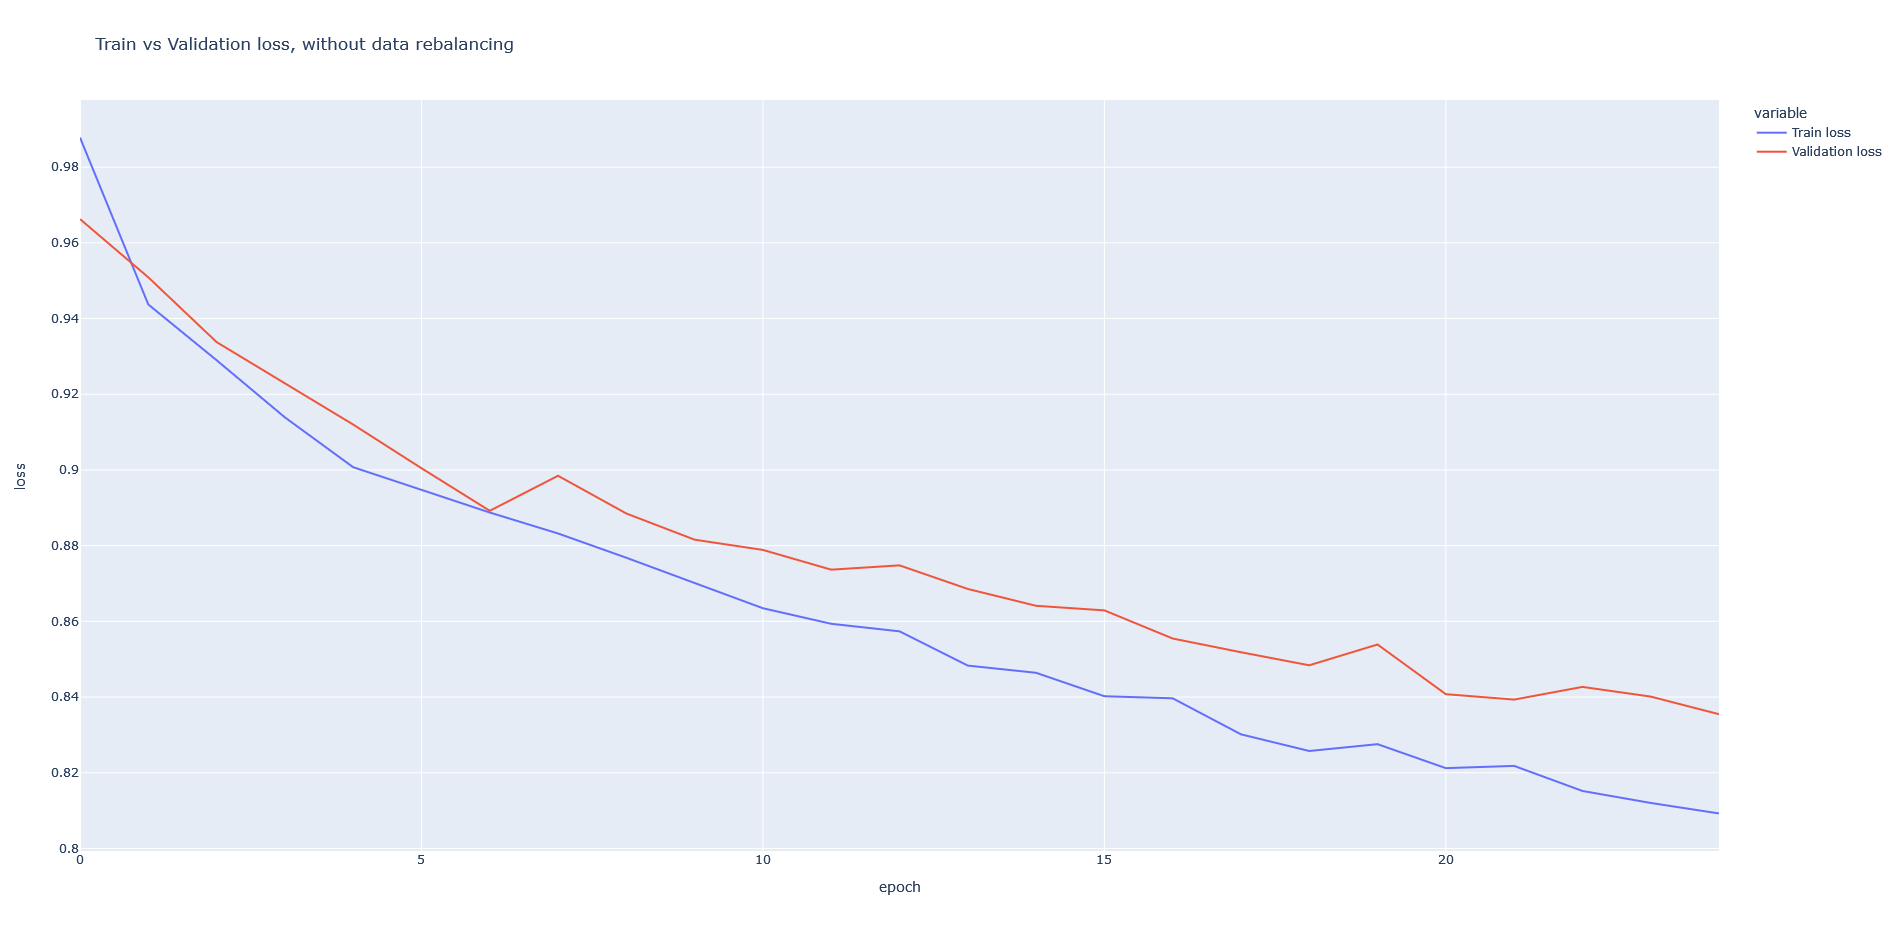 Train vs Validation loss, without data rebalancing
variable
Train loss
Validation loss
loss
0.98
0.96
0.94
0.92
0.9
0.88
0.86
0.84
0.82
0.8
0
5
10
15
20
epoch